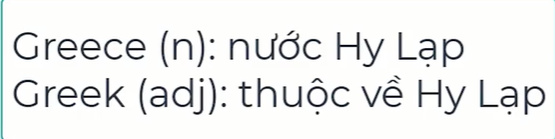 Greece (n): nước Hy Lạp
Greek (adj): thuộc về Hy Lạp